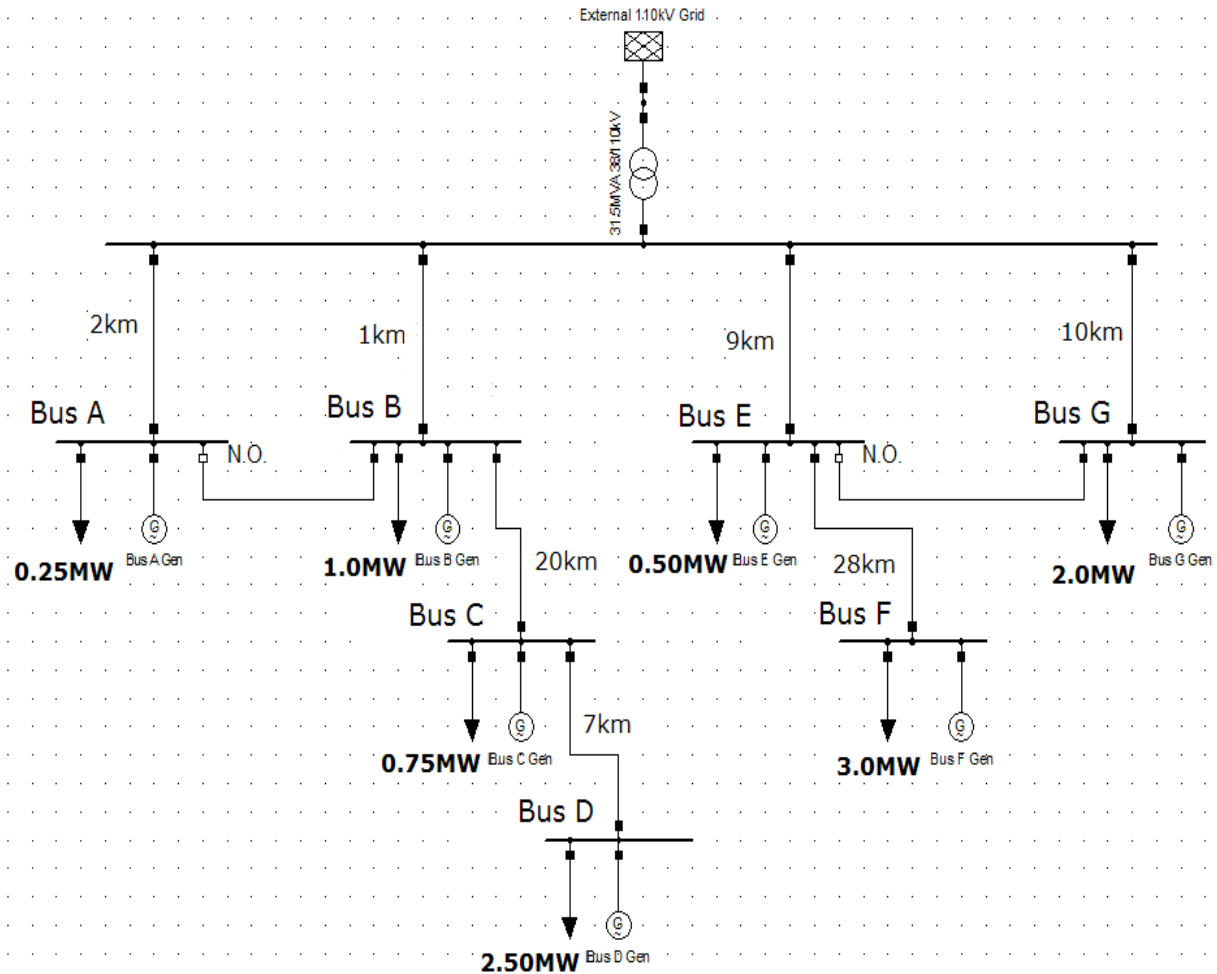 External 110kV Grid
31.5MVA 38/110kV
2km
1km
9km
10km
Bus A
Bus B
Bus E
Bus G
N.O.
N.O.
G
Bus A Gen
0.25MW
G
Bus B Gen
1.0MW
20km
G
Bus E Gen
0.50MW
28km
G
Bus G Gen
2.0MW
Bus C
Bus F
G
Bus C Gen
0.75MW
7km
G
Bus F Gen
3.0MW
Bus D
G
Bus D Gen
2.50MW